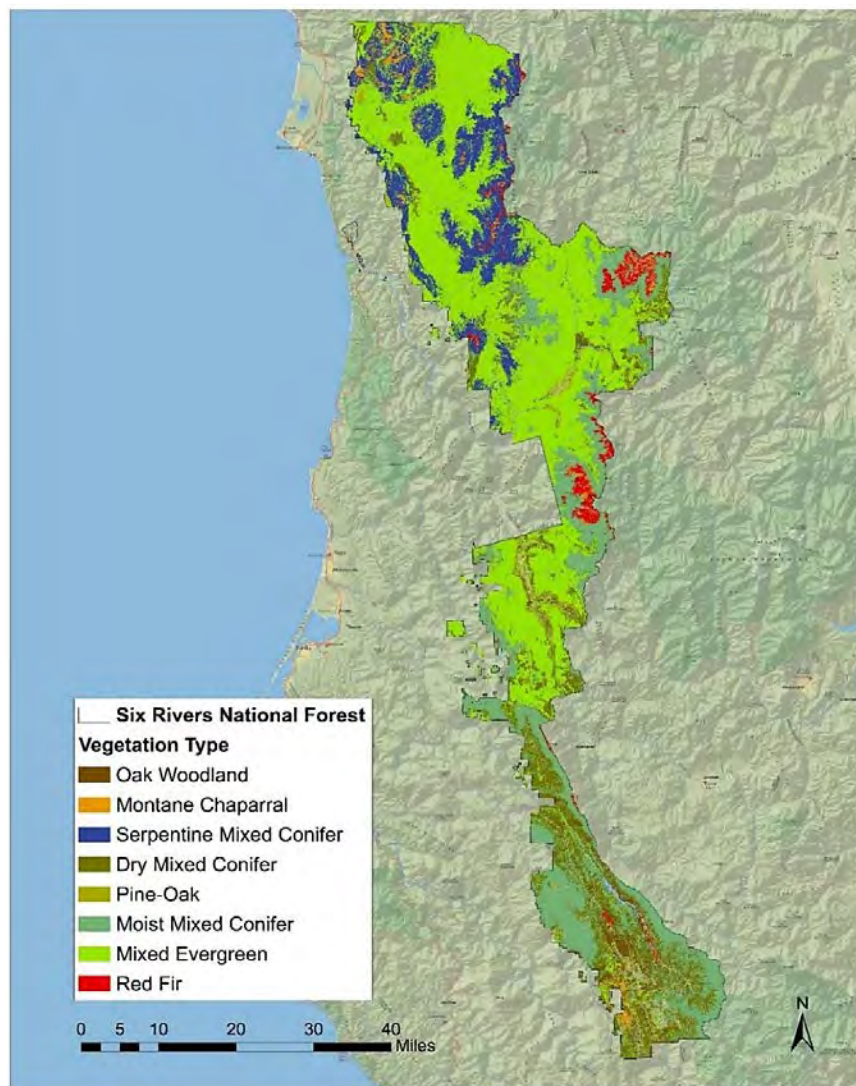 Six Rivers National Forest
Vegetation Type
Oak Woodland
Montane Chaparral
Serpentine Mixed Conifer
Dry Mixed Conifer
Pine-Oak
Moist Mixed Conifer
Mixed Evergreen
Red Fir
0 5 10 20 30 40
Miles
N